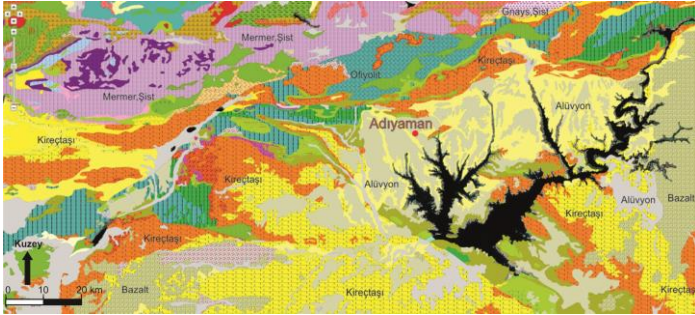 Gnays,Şist
Mermer,Şist
Kireçtaşı
Ofiyolit
Mermer,Şist
Alüvyon
Adıyaman
Kireçtaşı
Kireçtaşı
Alüvyon
Alüvyon
Bazalt
Kireçtaşı
Kireçtaşı
Kuzey
Bazalt
Kireçtaşı
Kireçtaşı
0 10 20 km